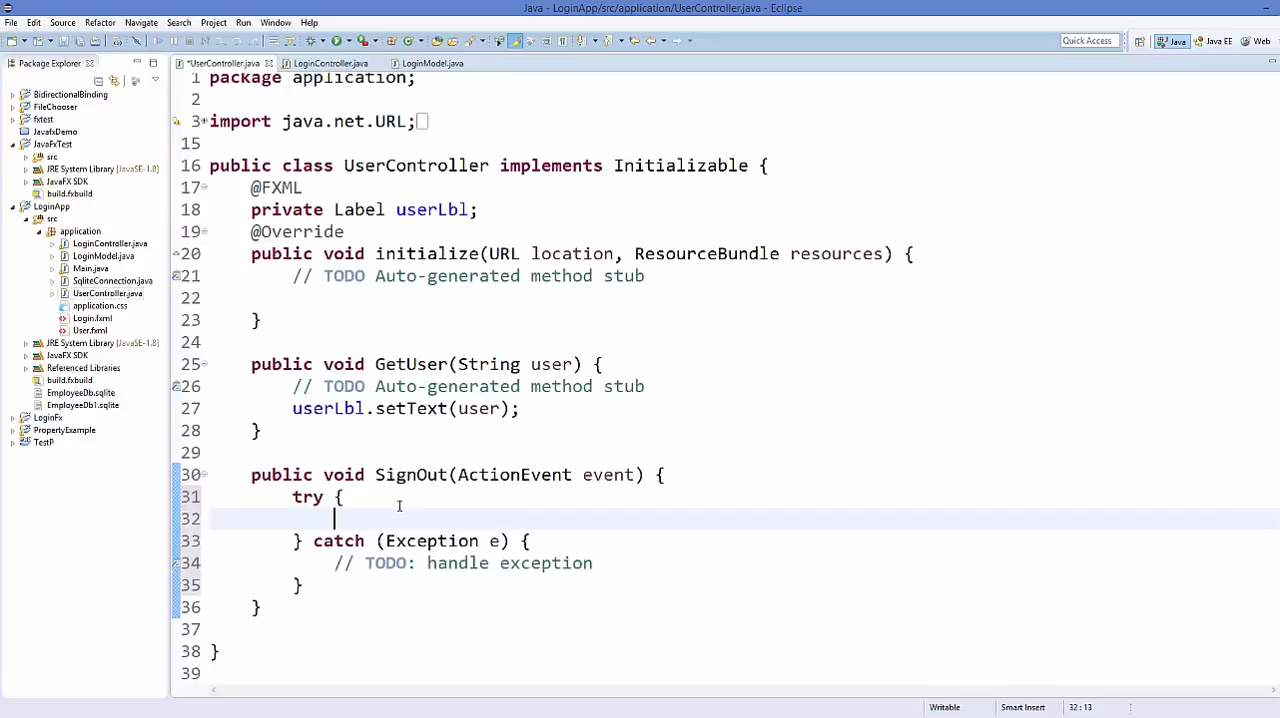 Java - LoginApp/src/application/UserController.java - Eclipse
File Edit Source Refactor Navigate Search Project Run Window Help
Quick Access Java Java EE Web
Package Explorer
*UserController.java LoginController.java LoginModel.java
BidirectionalBinding
FileChooser
fxtest
JavafxDemo
JavaFxTest
src
JRE System Library [JavaSE-1.8]
JavaFX SDK
build.fxbuild
LoginApp
src
application
LoginController.java
LoginModel.java
Main.java
SqliteConnection.java
UserController.java
application.css
Login.fxml
User.fxml
JRE System Library [JavaSE-1.8]
JavaFX SDK
Referenced Libraries
build.fxbuild
EmployeeDb.sqlite
EmployeeDb1.sqlite
LoginFx
PropertyExample
TestP
1 package application;
2
3 import java.net.URL;
15
16 public class UserController implements Initializable {
17 @FXML
18 private Label userLbl;
19 @Override
20 public void initialize(URL location, ResourceBundle resources) {
21 // TODO Auto-generated method stub
22
23 }
24
25 public void GetUser(String user) {
26 // TODO Auto-generated method stub
27 userLbl.setText(user);
28 }
29
30 public void SignOut(ActionEvent event) {
31 try {
32
33 } catch (Exception e) {
34 // TODO: handle exception
35 }
36 }
37
38 }
39
Writable Smart Insert 32 : 13